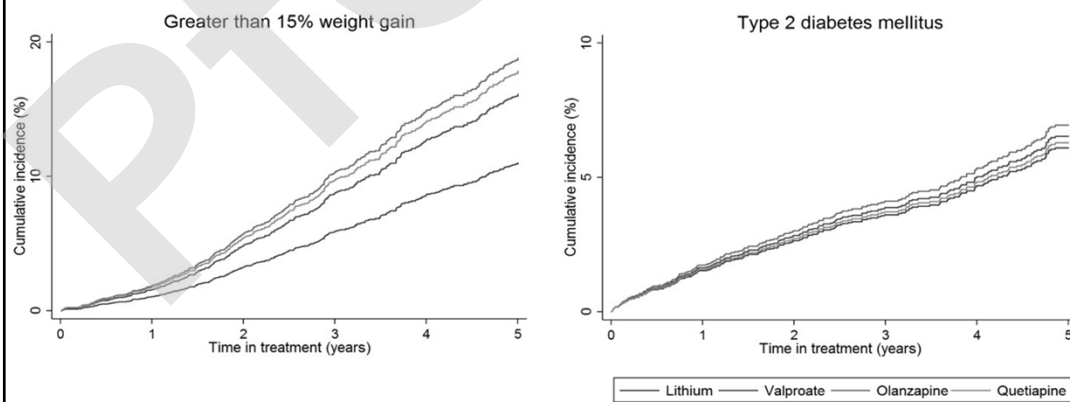 Greater than 15% weight gain
20
10
0
Cumulative incidence (%)
0 1 2 3 4 5
Time in treatment (years)
Type 2 diabetes mellitus
10
5
0
Cumulative incidence (%)
0 1 2 3 4 5
Time in treatment (years)
Lithium Valproate Olanzapine Quetiapine